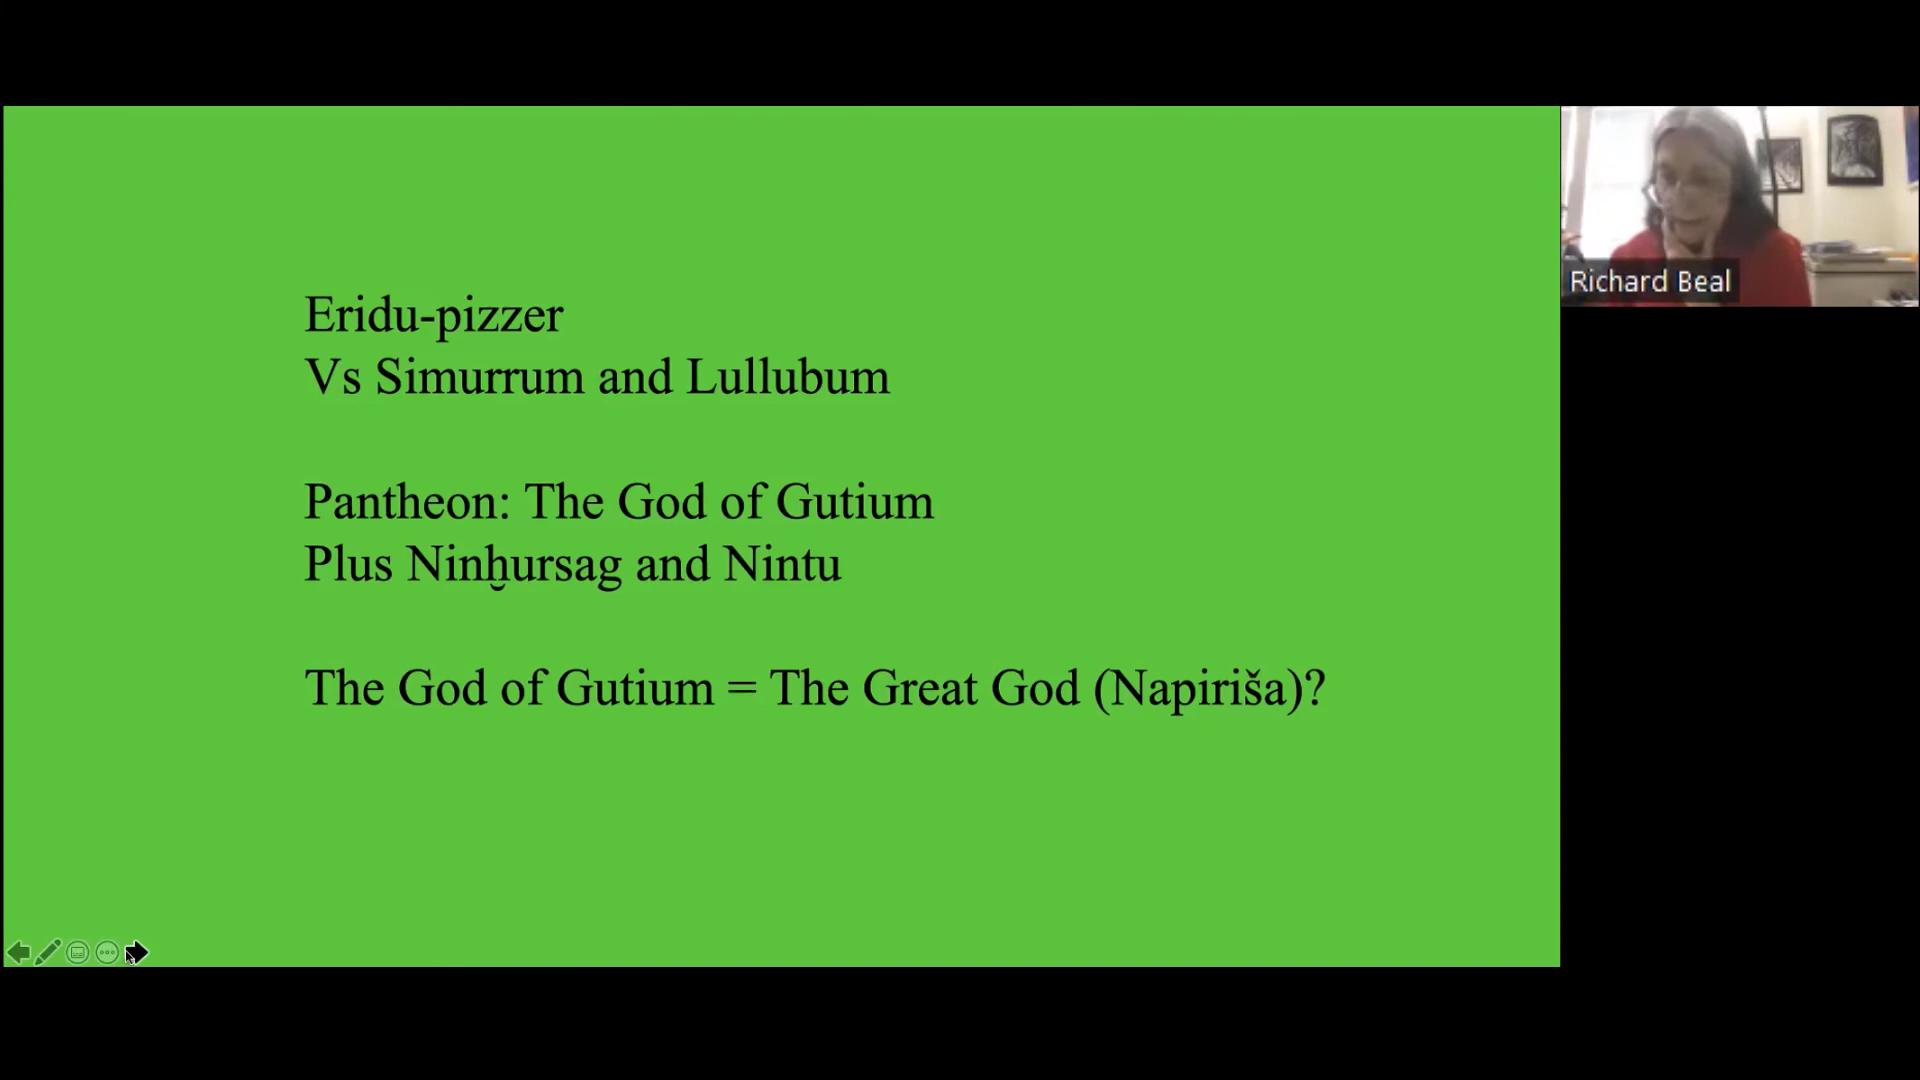 Eridu-pizzer
Vs Simurrum and Lullubum
Pantheon: The God of Gutium
Plus Ninḫursag and Nintu
The God of Gutium = The Great God (Napiriša)?
Richard Beal